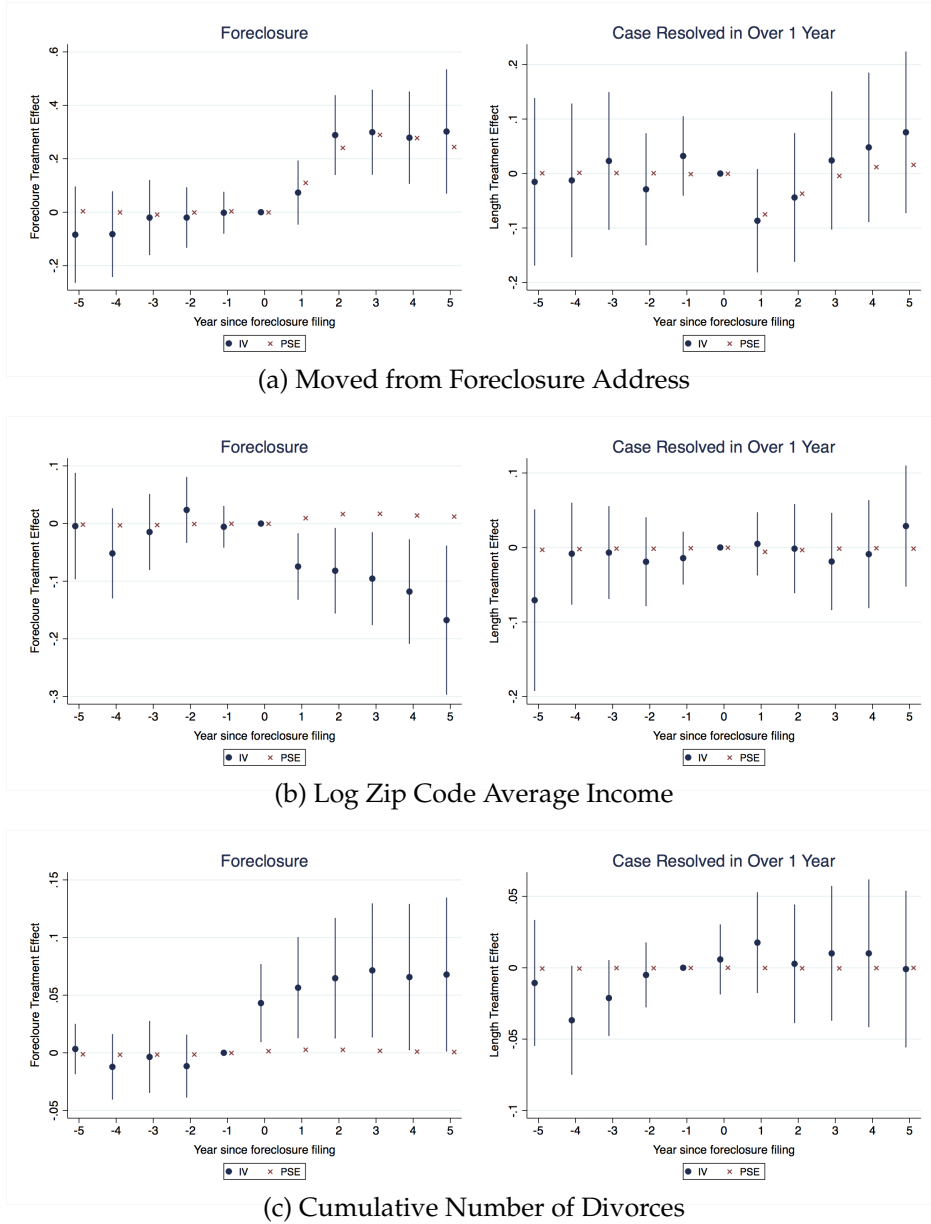 Foreclosure
Forecloure Treatment Effect
.6
.4
.2
0
-.2
-5 -4 -3 -2 -1 0 1 2 3 4 5
Year since foreclosure filing
IV PSE
Case Resolved in Over 1 Year
Length Treatment Effect
.2
.1
0
-.1
-.2
-5 -4 -3 -2 -1 0 1 2 3 4 5
Year since foreclosure filing
IV PSE
(a) Moved from Foreclosure Address
Foreclosure
Forecloure Treatment Effect
.1
0
-.1
-.2
-.3
-5 -4 -3 -2 -1 0 1 2 3 4 5
Year since foreclosure filing
IV PSE
Case Resolved in Over 1 Year
Length Treatment Effect
.1
0
-.1
-.2
-5 -4 -3 -2 -1 0 1 2 3 4 5
Year since foreclosure filing
IV PSE
(b) Log Zip Code Average Income
Foreclosure
Forecloure Treatment Effect
.15
.1
.05
0
-.05
-5 -4 -3 -2 -1 0 1 2 3 4 5
Year since foreclosure filing
IV PSE
Case Resolved in Over 1 Year
Length Treatment Effect
.05
0
-.05
-.1
-5 -4 -3 -2 -1 0 1 2 3 4 5
Year since foreclosure filing
IV PSE
(c) Cumulative Number of Divorces